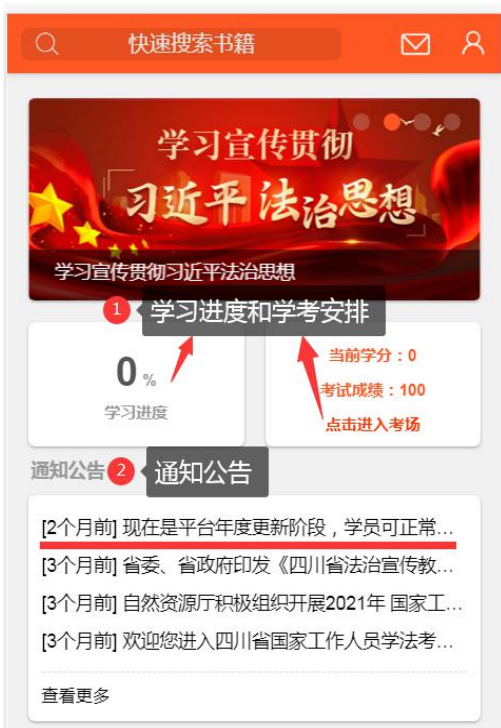 快速搜索书籍
学习宣传贯彻
「习近平法治思想」
学习宣传贯彻习近平法治思想
1 学习进度和学考安排
0 %
学习进度
当前学分：0
考试成绩：100
点击进入考场
通知公告 2 通知公告
[2个月前] 现在是平台年度更新阶段，学员可正常...
[3个月前] 省委、省政府印发《四川省法治宣传教...
[3个月前] 自然资源厅积极组织开展2021年 国家工...
[3个月前] 欢迎您进入四川省国家工作人员学法考...
查看更多